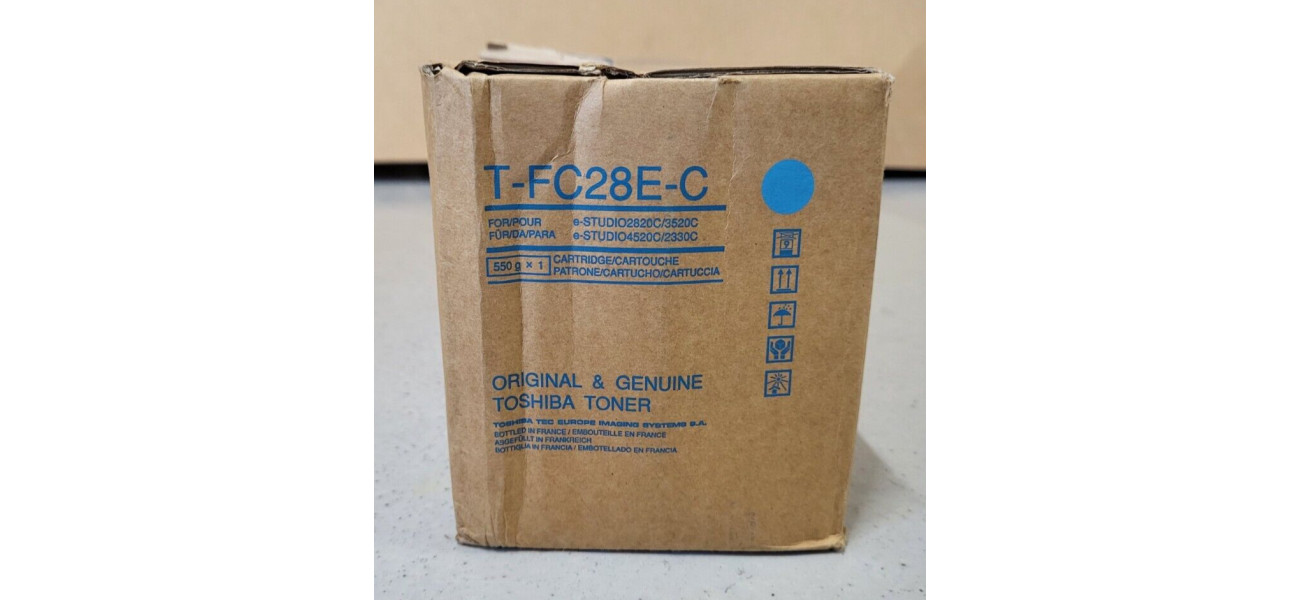 T-FC28E-C
FOR/POUR e-STUDIO2820C/3520C
FÜR/DA/PARA e-STUDIO4520C/2330C
550 g × 1 CARTRIDGE/CARTOUCHE
PATRONE/CARTUCHO/CARTUCCIA
9
ORIGINAL & GENUINE
TOSHIBA TONER
TOSHIBA TEC EUROPE IMAGING SYSTEMS S.A.
BOTTLED IN FRANCE / EMBOUTEILLE EN FRANCE
ABGEFÜLLT IN FRANKREICH
BOTTIGLIA IN FRANCIA / EMBOTELLADO EN FRANCIA